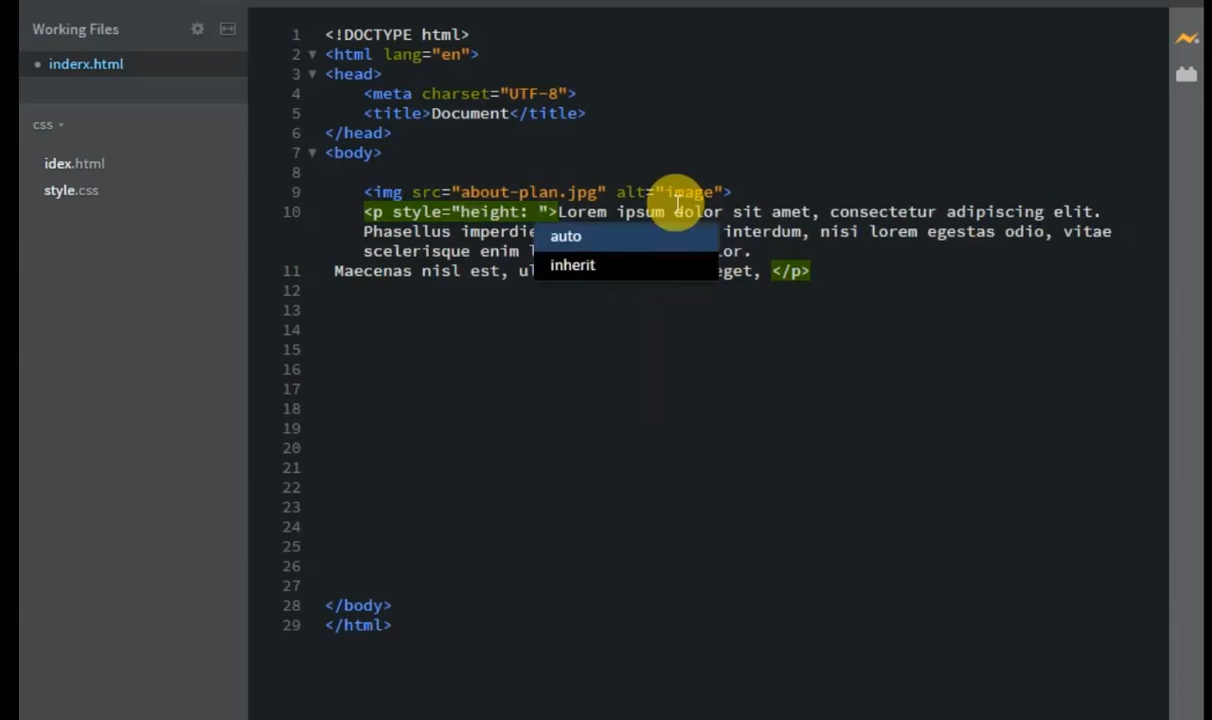 Working Files
inderx.html
css
idex.html
style.css
1 <!DOCTYPE html>
2 <html lang="en">
3 <head>
4 <meta charset="UTF-8">
5 <title>Document</title>
6 </head>
7 <body>
8
9 <img src="about-plan.jpg" alt="image">
10 <p style="height: ">Lorem ipsum dolor sit amet, consectetur adipiscing elit.
Phasellus interdum, nisi lorem egestas odio, vitae
auto
scelerisque enim
inherit
11 Maecenas nisl est, eget, </p>
12
13
14
15
16
17
18
19
20
21
22
23
24
25
26
27
28 </body>
29 </html>